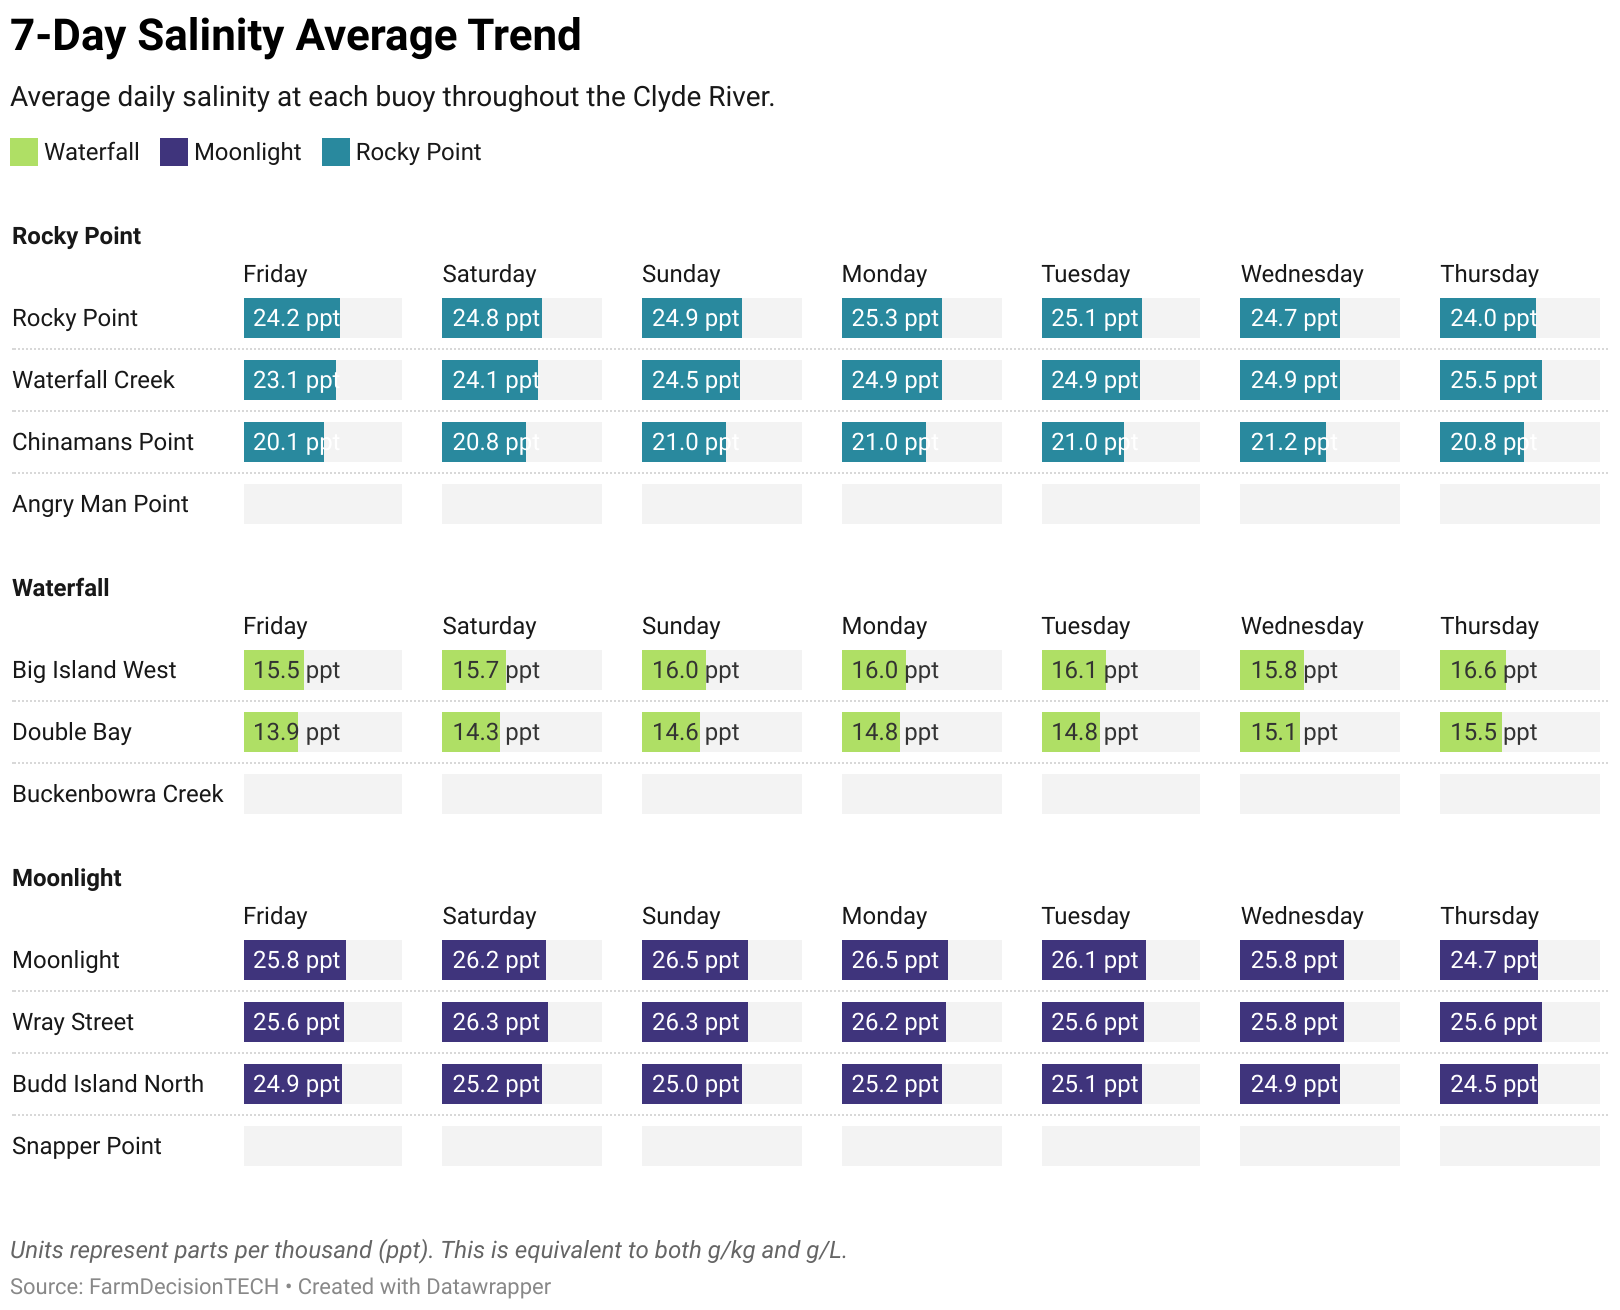 7-Day Salinity Average Trend
Average daily salinity at each buoy throughout the Clyde River.
Waterfall Moonlight Rocky Point
Rocky Point
Friday Saturday Sunday Monday Tuesday Wednesday Thursday
Rocky Point 24.2 ppt 24.8 ppt 24.9 ppt 25.3 ppt 25.1 ppt 24.7 ppt 24.0 ppt
Waterfall Creek 23.1 ppt 24.1 ppt 24.5 ppt 24.9 ppt 24.9 ppt 24.9 ppt 25.5 ppt
Chinamans Point 20.1 ppt 20.8 ppt 21.0 ppt 21.0 ppt 21.0 ppt 21.2 ppt 20.8 ppt
Angry Man Point
Waterfall
Friday Saturday Sunday Monday Tuesday Wednesday Thursday
Big Island West 15.5 ppt 15.7 ppt 16.0 ppt 16.0 ppt 16.1 ppt 15.8 ppt 16.6 ppt
Double Bay 13.9 ppt 14.3 ppt 14.6 ppt 14.8 ppt 14.8 ppt 15.1 ppt 15.5 ppt
Buckenbowra Creek
Moonlight
Friday Saturday Sunday Monday Tuesday Wednesday Thursday
Moonlight 25.8 ppt 26.2 ppt 26.5 ppt 26.5 ppt 26.1 ppt 25.8 ppt 24.7 ppt
Wray Street 25.6 ppt 26.3 ppt 26.3 ppt 26.2 ppt 25.6 ppt 25.8 ppt 25.6 ppt
Budd Island North 24.9 ppt 25.2 ppt 25.0 ppt 25.2 ppt 25.1 ppt 24.9 ppt 24.5 ppt
Snapper Point
Units represent parts per thousand (ppt). This is equivalent to both g/kg and g/L.
Source: FarmDecisionTECH • Created with Datawrapper